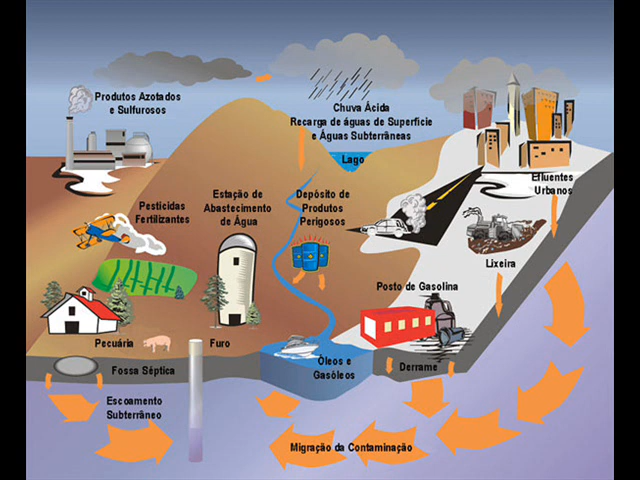 Produtos Azotados
e Sulfurosos
Chuva Ácida
Recarga de águas de Superficie
e Águas Subterrâneas
Lago
Efluentes
Urbanos
Pesticidas
Fertilizantes
Estação de
Abastecimento
de Água
Depòsito de
Produtos
Perigosos
Lixeira
Posto de Gasolina
Pecuária
Furo
Óleos e
Gasóleos
Derrame
Fossa Séptica
Escoamento
Subterrâneo
Migração da Contaminação